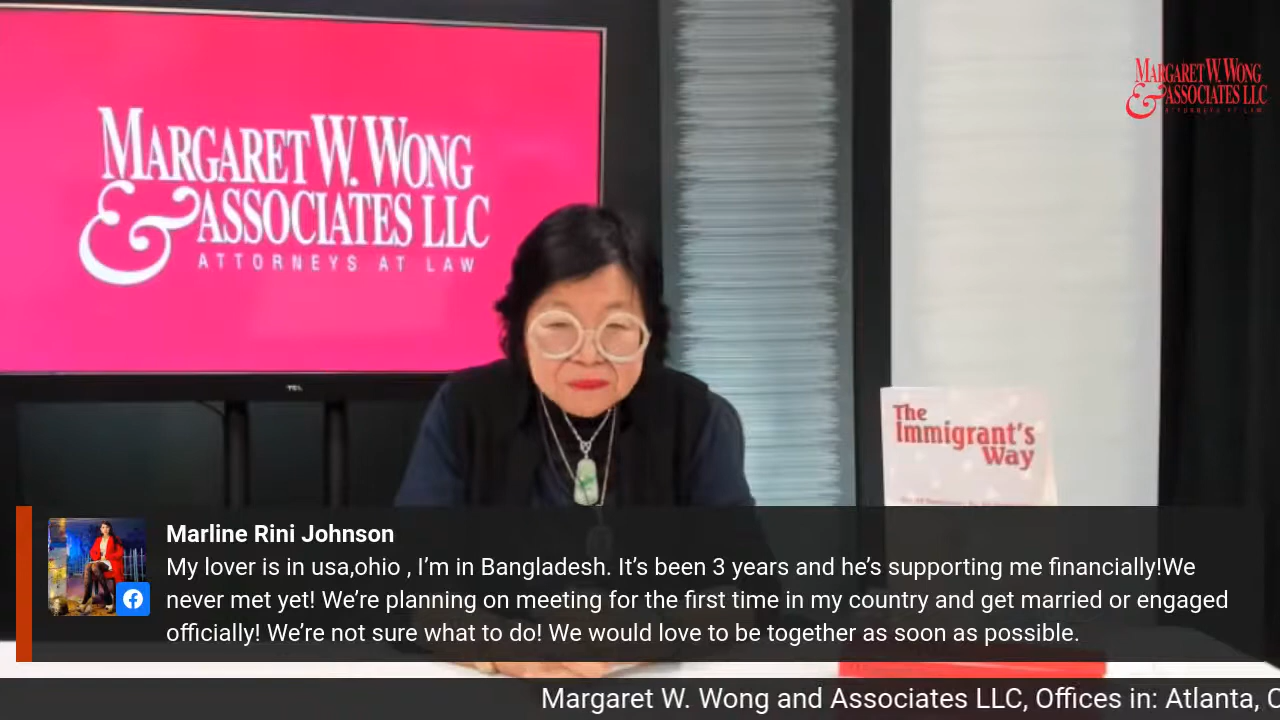 MARGARET W. WONG
& ASSOCIATES LLC
ATTORNEYS AT LAW
MARGARET W. WONG
& ASSOCIATES LLC
ATTORNEYS AT LAW
TCL
The
Immigrant's
Way
Marline Rini Johnson
My lover is in usa,ohio , I’m in Bangladesh. It’s been 3 years and he’s supporting me financially!We
never met yet! We’re planning on meeting for the first time in my country and get married or engaged
officially! We’re not sure what to do! We would love to be together as soon as possible.
Margaret W. Wong and Associates LLC, Offices in: Atlanta, C